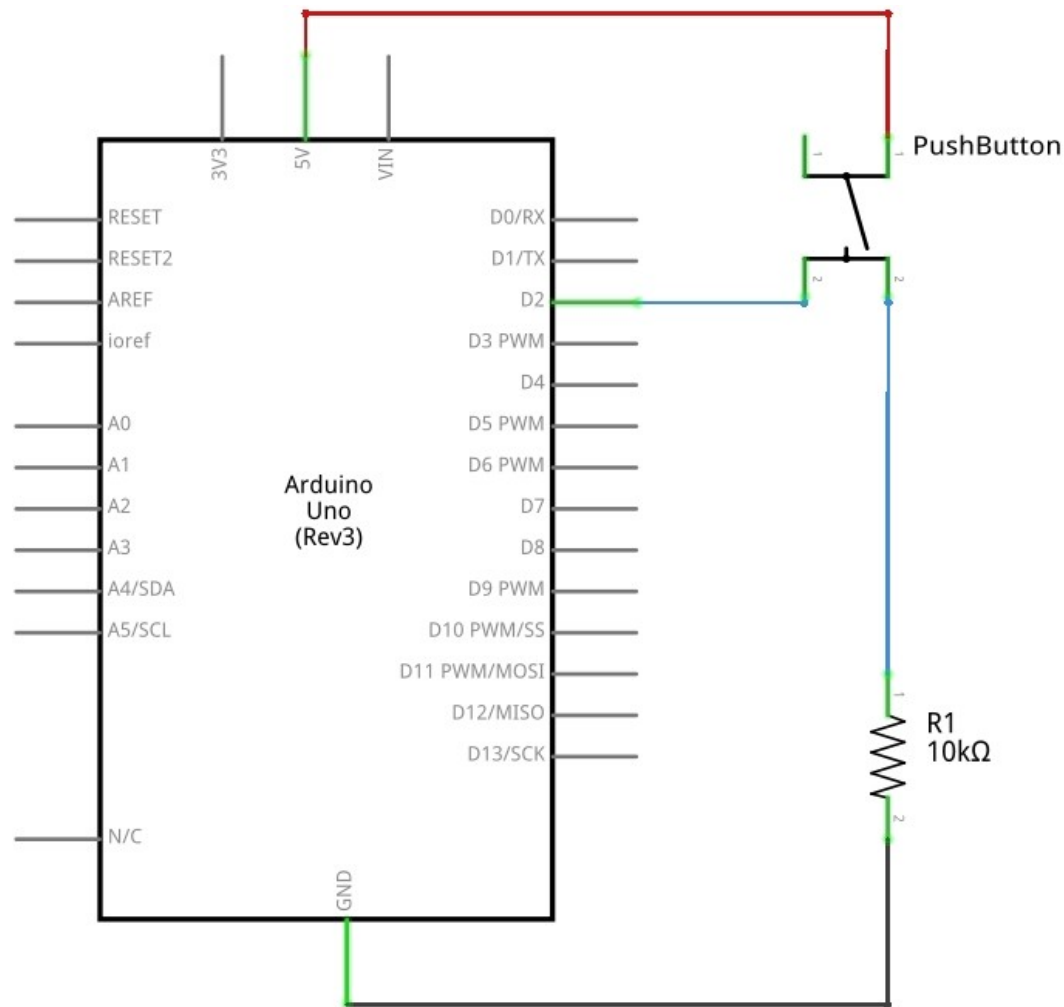 3V3
5V
VIN
PushButton
1
1
RESET
D0/RX
RESET2
D1/TX
AREF
D2
2
2
ioref
D3 PWM
D4
A0
D5 PWM
A1
D6 PWM
A2
D7
A3
D8
A4/SDA
D9 PWM
A5/SCL
D10 PWM/SS
Arduino
Uno
(Rev3)
D11 PWM/MOSI
D12/MISO
D13/SCK
1
R1
10kΩ
2
N/C
GND